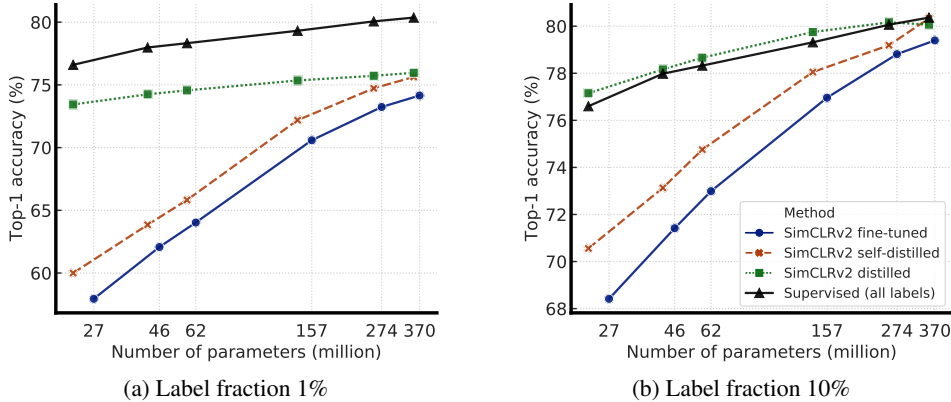 Top-1 accuracy (%)
80
75
70
65
60
27 46 62 157 274 370
Number of parameters (million)
(a) Label fraction 1%
Top-1 accuracy (%)
80
78
76
74
72
70
68
Method
SimCLRv2 fine-tuned
SimCLRv2 self-distilled
SimCLRv2 distilled
Supervised (all labels)
27 46 62 157 274 370
Number of parameters (million)
(b) Label fraction 10%